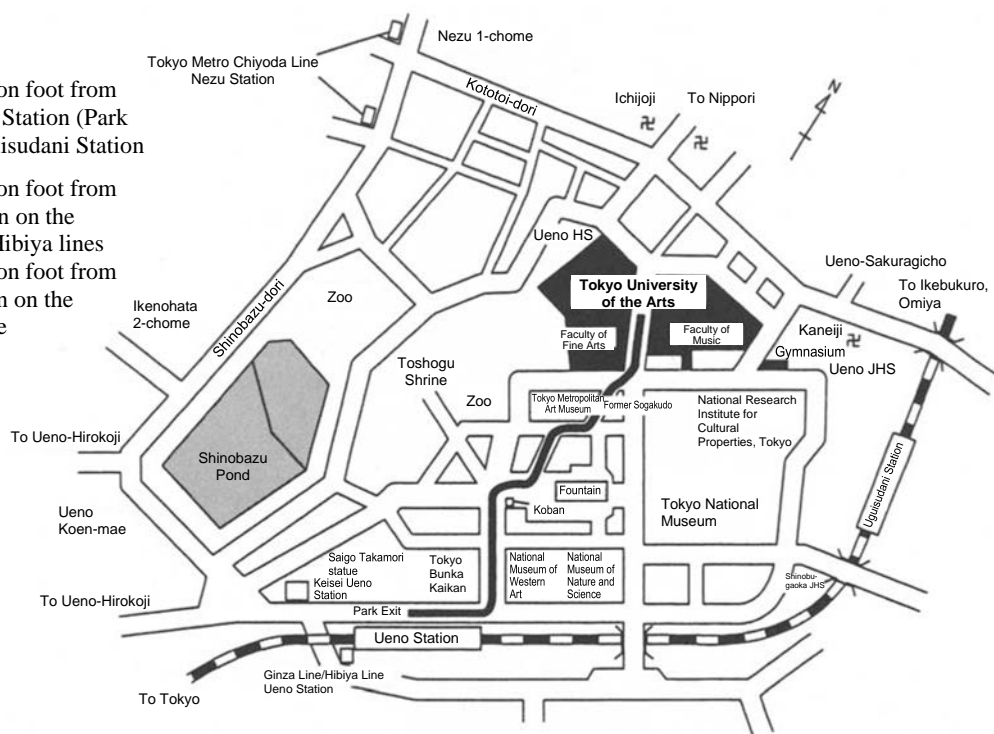 on foot from
Station (Park
isudani Station
on foot from
n on the
Hibiya lines
on foot from
n on the
e
Nezu 1-chome
Tokyo Metro Chiyoda Line
Nezu Station
Kototoi-dori
Ichijoji
To Nippori
N
卍
卍
Ueno HS
Ueno-Sakuragicho
To Ikebukuro,
Omiya
Tokyo University
of the Arts
Zoo
Ikenohata
2-chome
Shinobazu-dori
Faculty of
Fine Arts
Faculty of
Music
Kaneiji
卍
Gymnasium
Ueno JHS
Toshogu
Shrine
Zoo
Tokyo Metropolitan
Art Museum
Former Sogakudo
National Research
Institute for
Cultural
Properties, Tokyo
To Ueno-Hirokoji
Shinobazu
Pond
Uguisudani Station
Fountain
Koban
Tokyo National
Museum
Ueno
Koen-mae
Saigo Takamori
statue
Keisei Ueno
Station
Tokyo
Bunka
Kaikan
National
Museum of
Western
Art
National
Museum of
Nature and
Science
Shinobu-
gaoka JHS
To Ueno-Hirokoji
Park Exit
Ueno Station
Ginza Line/Hibiya Line
Ueno Station
To Tokyo